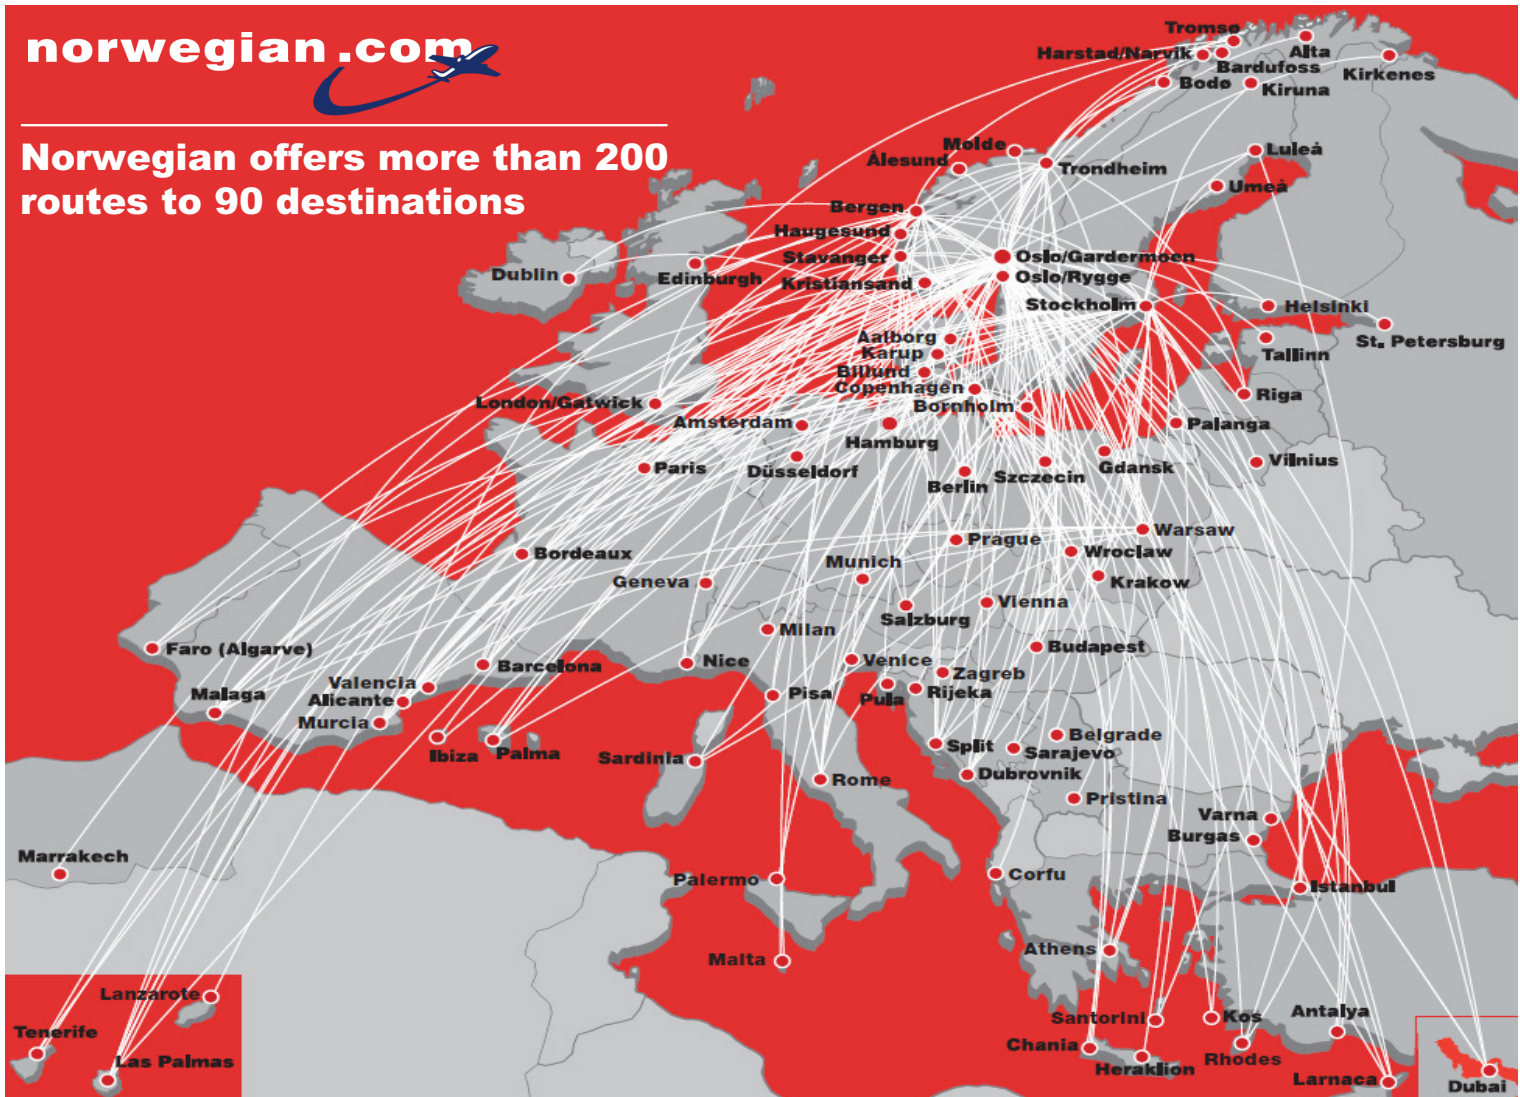 norwegian.com
Norwegian offers more than 200
routes to 90 destinations
Tromsø
Harstad/Narvik
Alta
Bardufoss
Kirkenes
Bodø
Kiruna
Molde
Ålesund
Trondheim
Luleå
Umeå
Bergen
Haugesund
Stavanger
Oslo/Gardermoen
Dublin
Edinburgh
Kristiansand
Oslo/Rygge
Stockholm
Helsinki
Aalborg
St. Petersburg
Karup
Tallinn
Billund
Copenhagen
Riga
London/Gatwick
Bornholm
Amsterdam
Palanga
Hamburg
Paris
Düsseldorf
Gdansk
Vilnius
Berlin
Szczecin
Warsaw
Bordeaux
Prague
Wroclaw
Munich
Geneva
Krakow
Vienna
Salzburg
Milan
Faro (Algarve)
Budapest
Barcelona
Nice
Venice
Zagreb
Valencia
Malaga
Alicante
Pisa
Pula
Rijeka
Murcia
Belgrade
Ibiza
Palma
Split
Sarajevo
Sardinia
Dubrovnik
Rome
Pristina
Varna
Burgas
Marrakech
Palermo
Corfu
Istanbul
Athens
Malta
Lanzarote
Antalya
Santorini
Kos
Tenerife
Chania
Las Palmas
Heraklion
Rhodes
Larnaca
Dubai